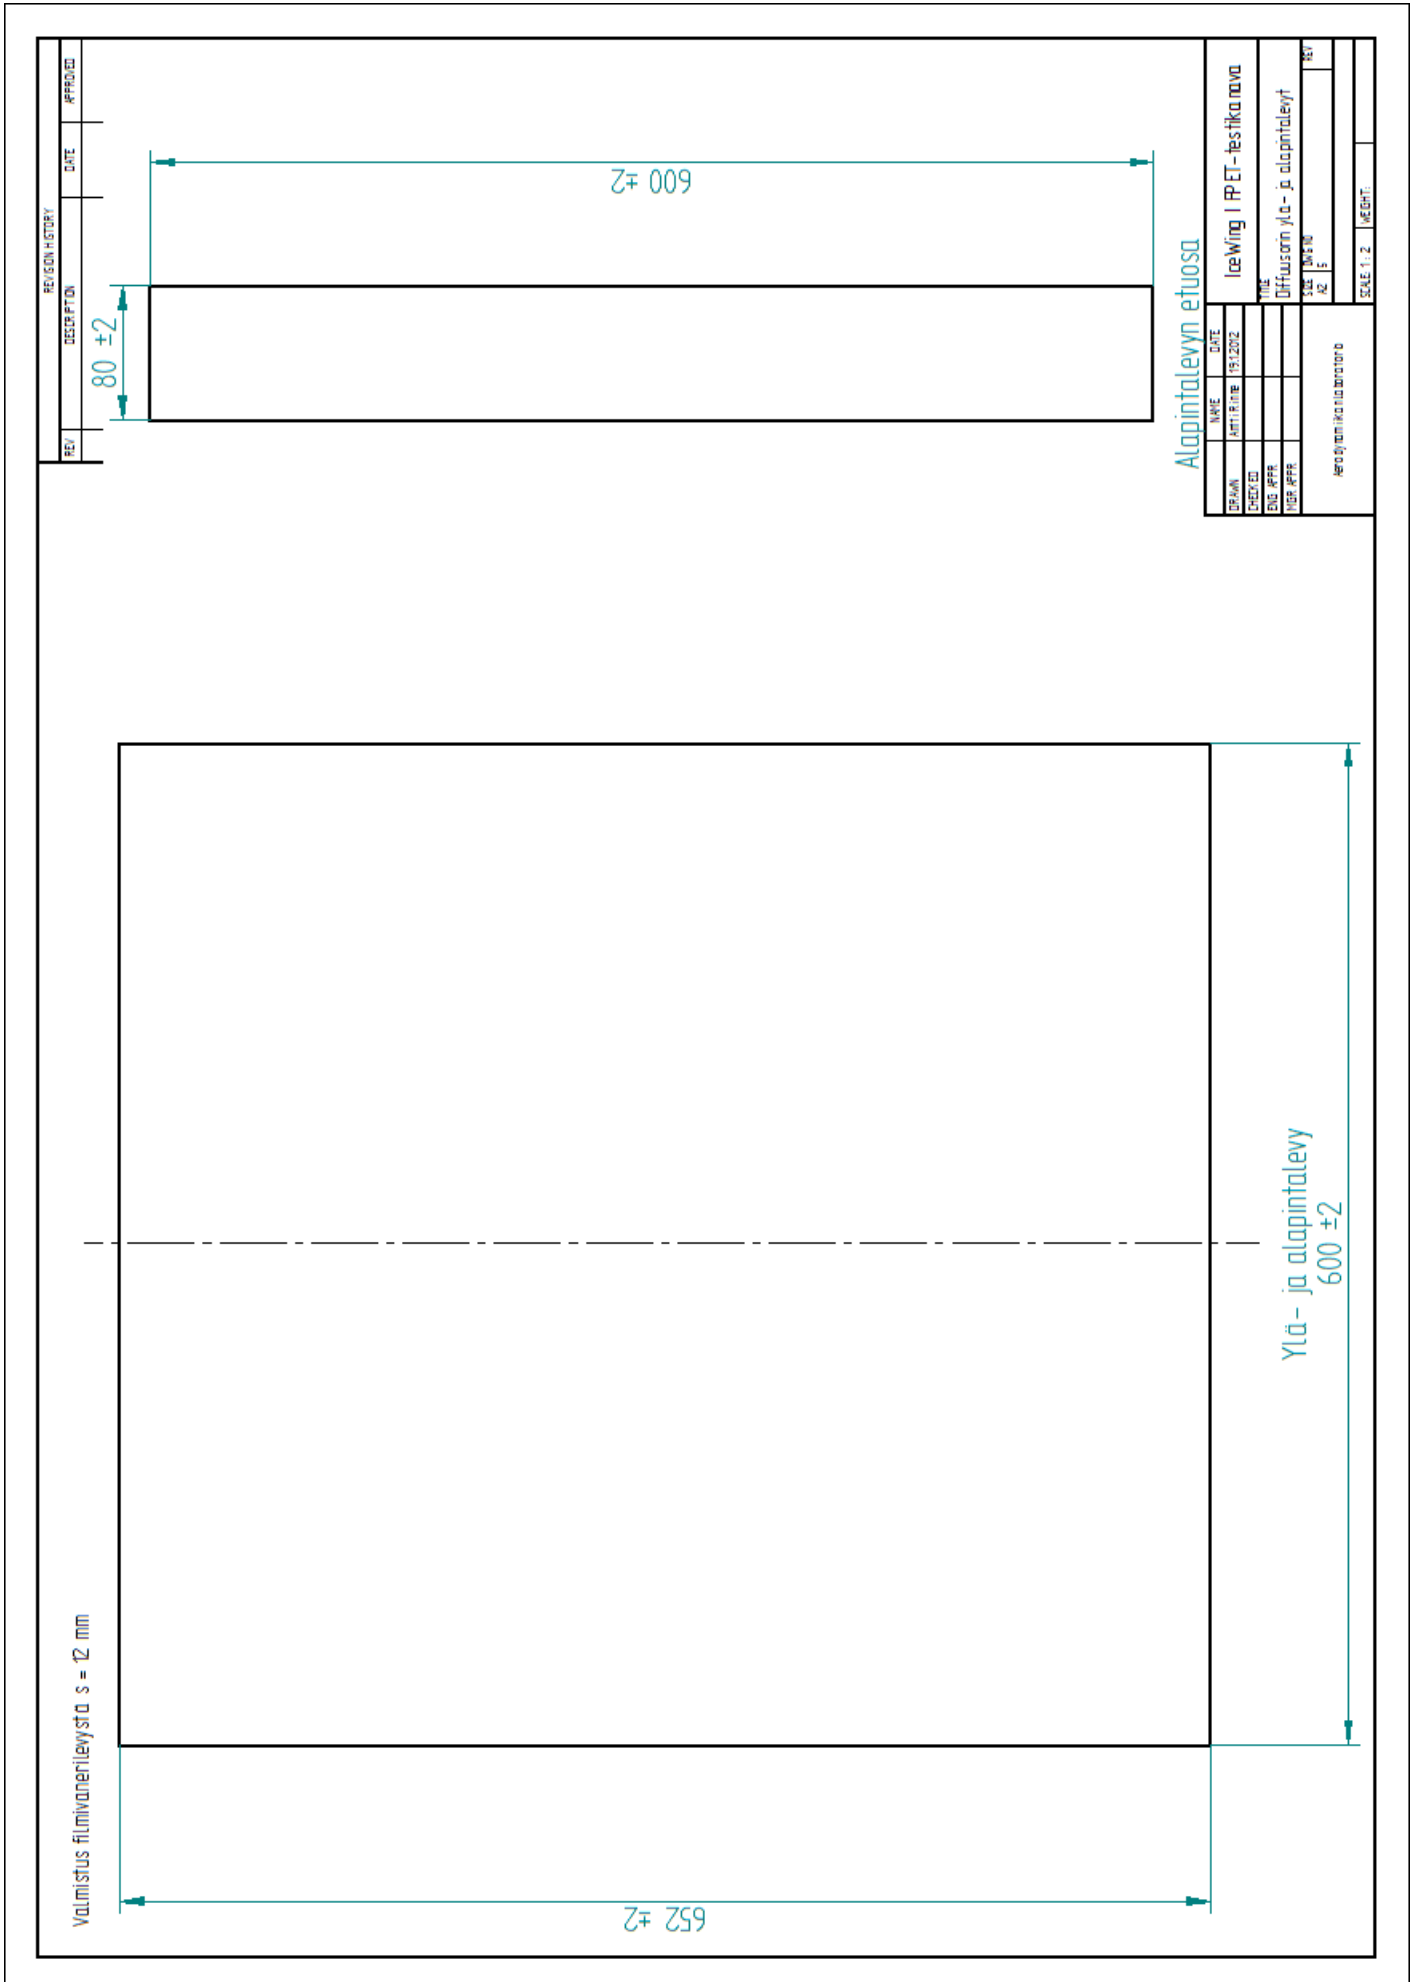 Valmistus filmivanerilevystä s = 12 mm
REVISION HISTORY
REV DESCRIPTION DATE APPROVED
80 ±2
600 ±2
Alapintalevyn etuosa
652 ±2
Ylä- ja alapintalevy
600 ±2
NAME DATE
DRAWN Antti Rinne 19.1.2012
CHECKED
ENG APPR
MGR APPR
IceWing I FPET-testikanava
TITLE
Diffuusorin ylä- ja alapintalevyt
SIZE DWG NO REV
A2 5
SCALE: 1 : 2 WEIGHT: